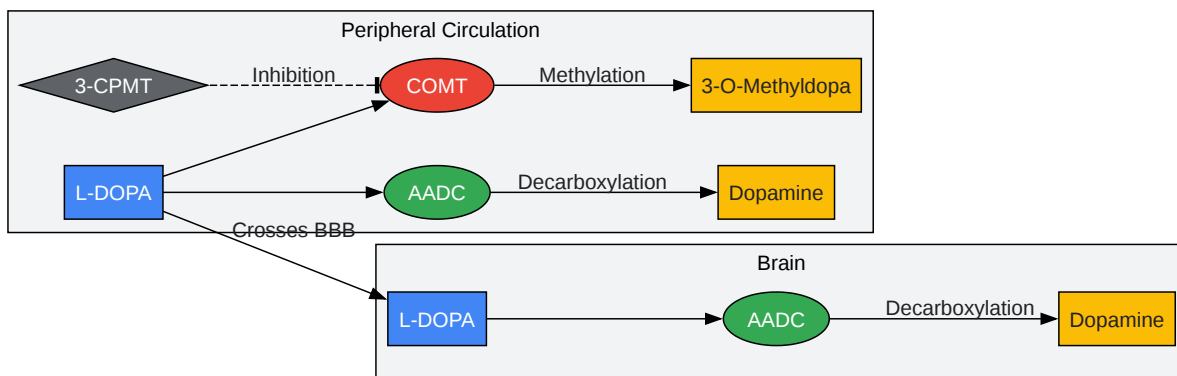 Peripheral Circulation
3-CPMT
Inhibition
COMT
Methylation
3-O-Methyldopa
L-DOPA
AADC
Decarboxylation
Dopamine
Crosses BBB
Brain
L-DOPA
AADC
Decarboxylation
Dopamine